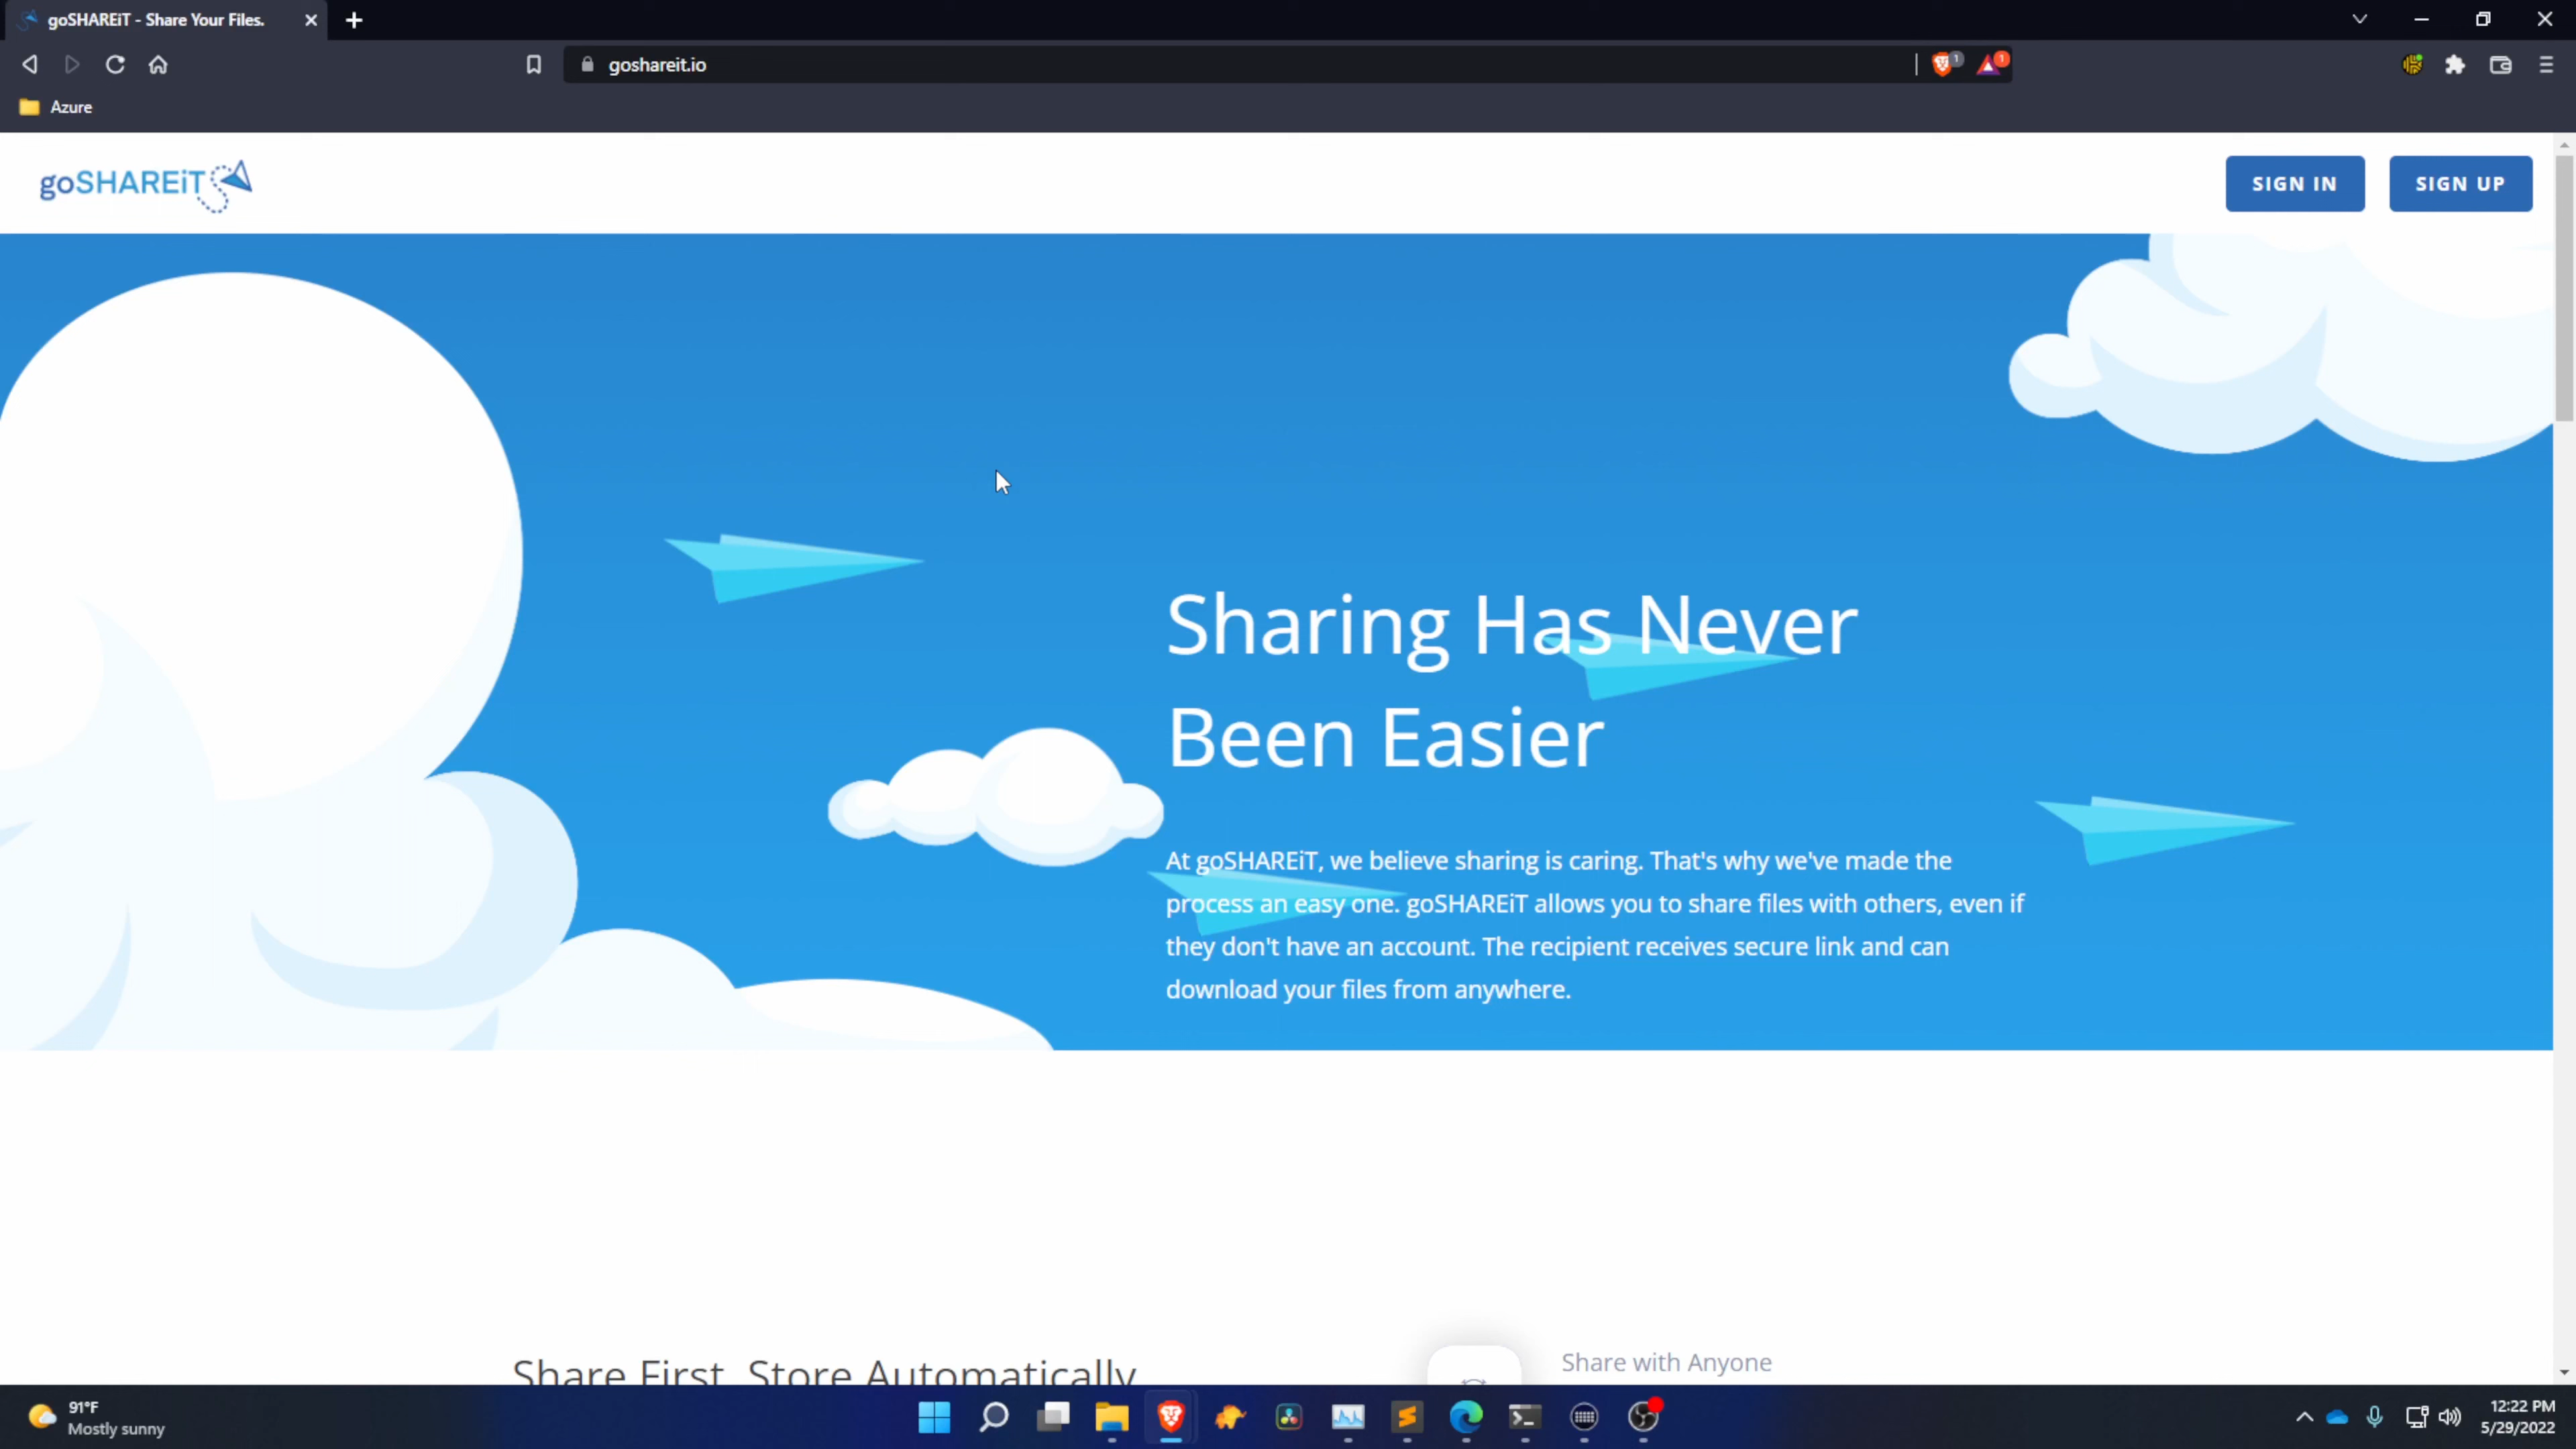 goSHAREiT - Share Your Files.
goshareit.io
1
1
Azure
goSHAREiT
SIGN IN
SIGN UP
Sharing Has Never
Been Easier
At goSHAREiT, we believe sharing is caring. That's why we've made the
process an easy one. goSHAREiT allows you to share files with others, even if
they don't have an account. The recipient receives secure link and can
download your files from anywhere.
Share First, Store Automatically
Share with Anyone
91°F
Mostly sunny
12:22 PM
5/29/2022